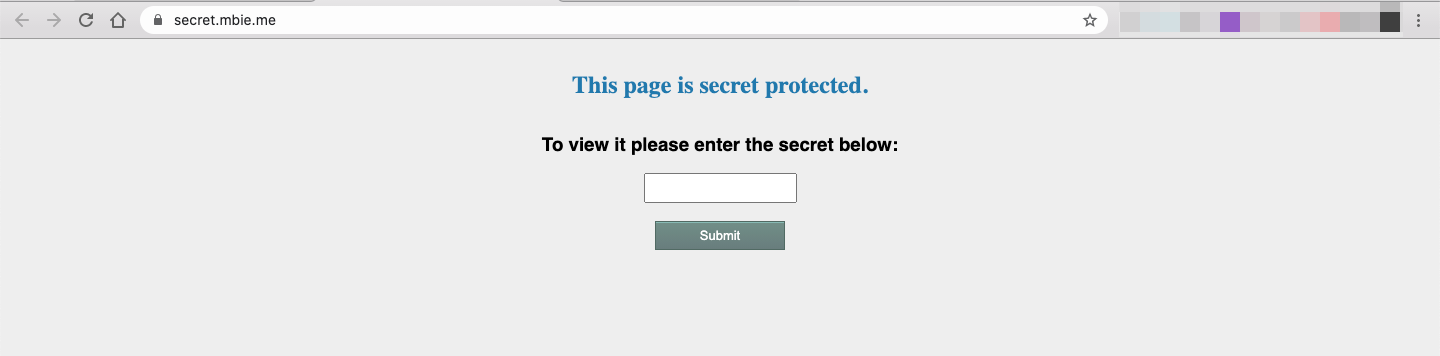 secret.mbie.me
This page is secret protected.
To view it please enter the secret below:
Submit